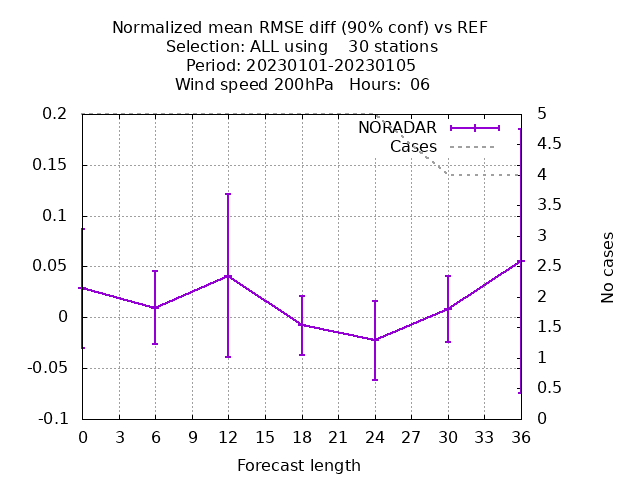 Normalized mean RMSE diff (90% conf) vs REF
Selection: ALL using    30 stations
Period: 20230101-20230105
Wind speed 200hPa   Hours:  06
0.2
0.15
0.1
0.05
0
-0.05
-0.1
NORADAR
Cases
5
4.5
4
3.5
3
2.5
2
1.5
1
0.5
0
No cases
0 3 6 9 12 15 18 21 24 27 30 33 36
Forecast length